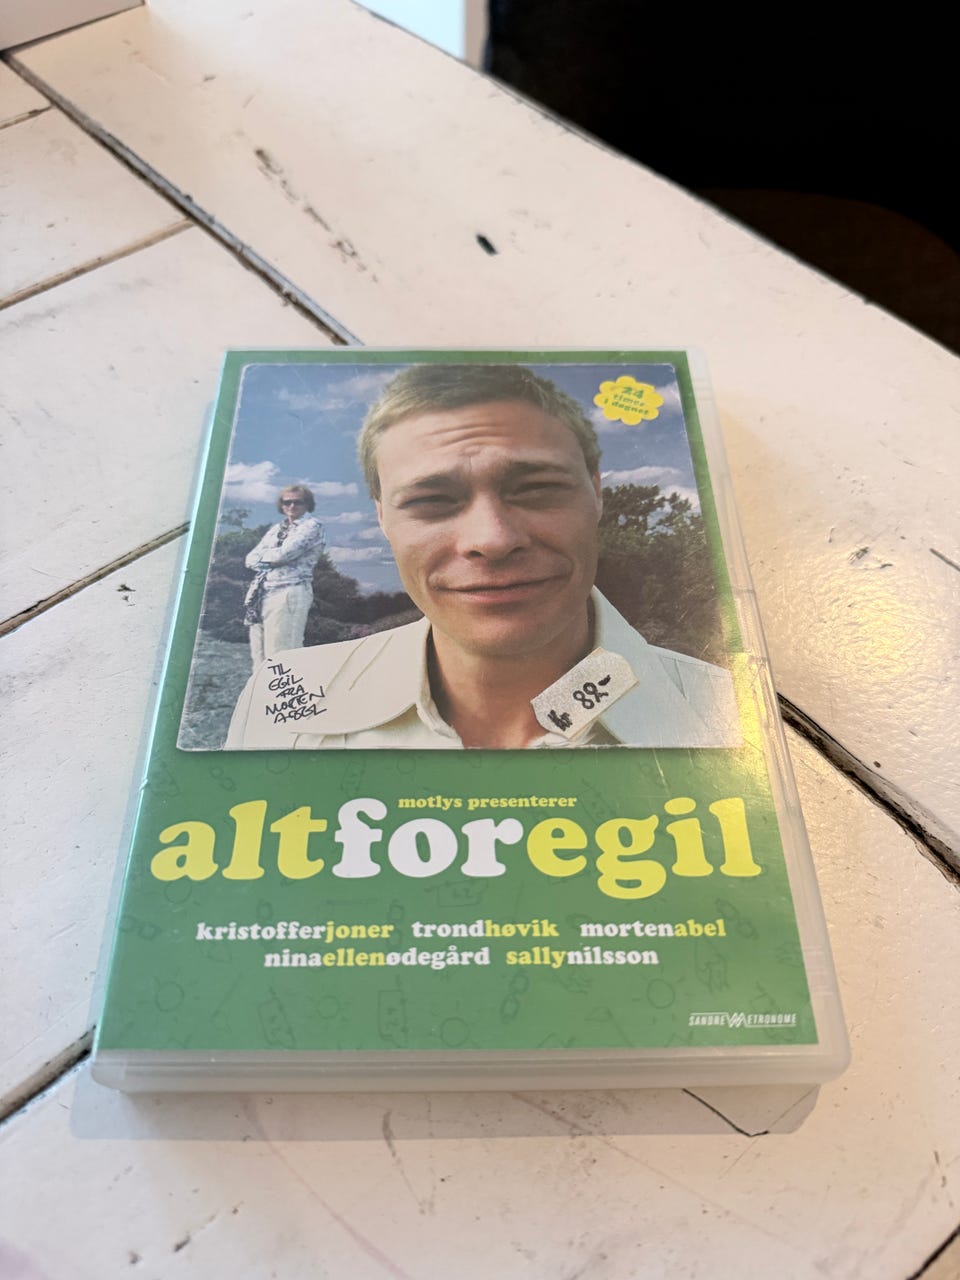 24
timer
i døgnet
TIL
EGIL
FRA
MORTEN
ABEL
kr 89,-
motlys presenterer
altforegil
kristofferjoner trondhøvik mortenabel
ninaellenødegård sallynilsson
SANDREW METRONOME